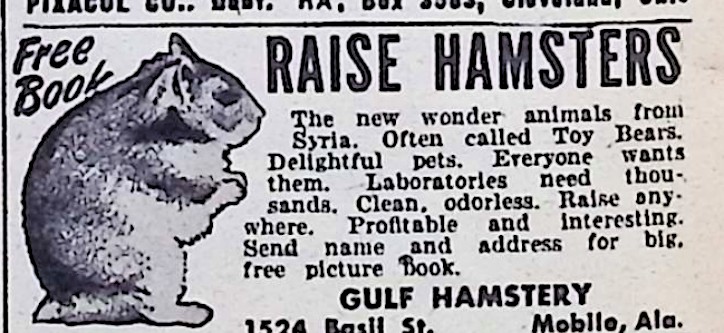 Free
Book
RAISE HAMSTERS
The new wonder animals from
Syria. Often called Toy Bears.
Delightful pets. Everyone wants
them. Laboratories need thou-
sands. Clean, odorless. Raise any-
where. Profitable and interesting.
Send name and address for big,
free picture Book.
GULF HAMSTERY
1524 Basil St. Mobile, Ala.